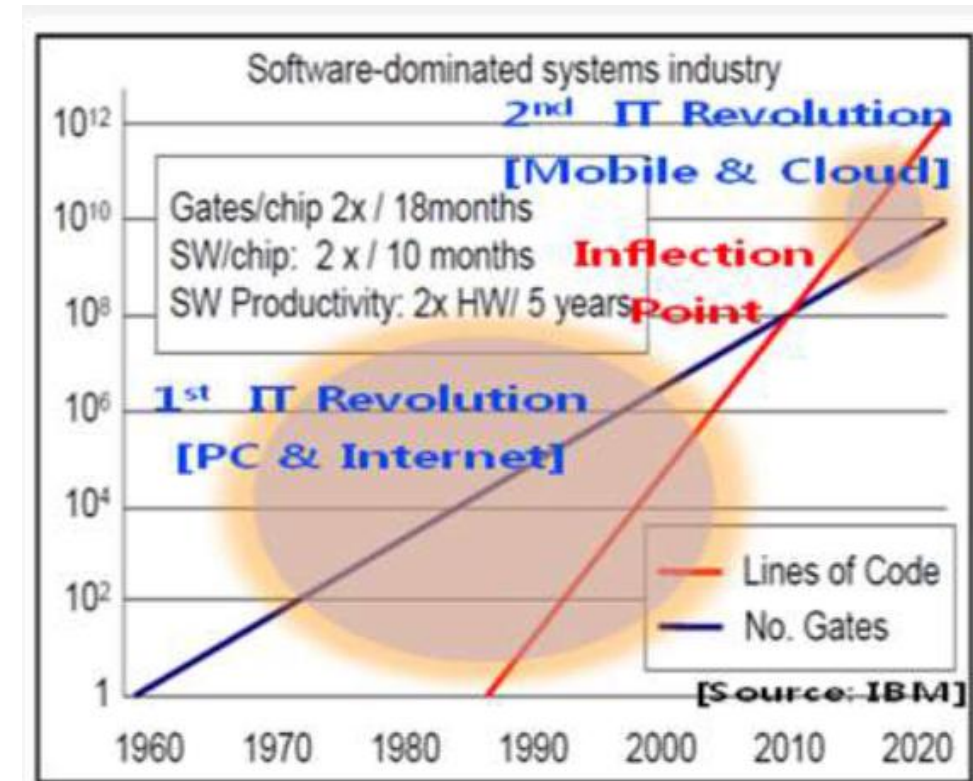 Software-dominated systems industry
2nd IT Revolution
[Mobile & Cloud]
Gates/chip 2x / 18months
SW/chip: 2 x / 10 months
SW Productivity: 2x HW/ 5 years
Inflection
Point
1st IT Revolution
[PC & Internet]
10¹²
10¹⁰
10⁸
10⁶
10⁴
10²
1
Lines of Code
No. Gates
[Source: IBM]
1960 1970 1980 1990 2000 2010 2020